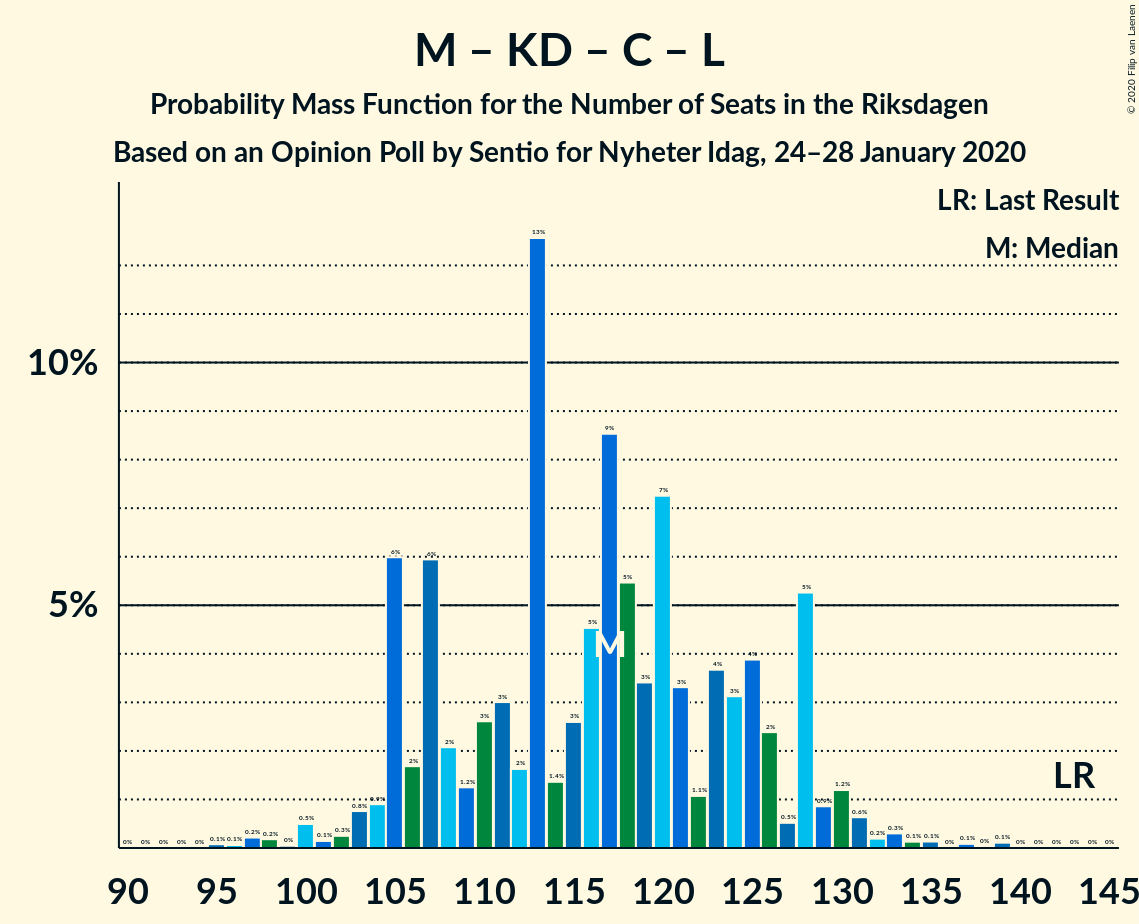 M – KD – C – L
Probability Mass Function for the Number of Seats in the Riksdagen
Based on an Opinion Poll by Sentio for Nyheter Idag, 24–28 January 2020
© 2020 Filip van Laenen
LR: Last Result
M: Median
10%
5%
0% 0% 0% 0% 0% 0.1% 0.1% 0.2% 0.2% 0% 0.5% 0.1% 0.3% 0.8% 0.9% 6% 2% 6% 2% 1.2% 3% 3% 2% 13% 1.4% 3% 5% 9% 5% 3% 7% 3% 1.1% 4% 3% 4% 2% 0.5% 5% 0.9% 1.2% 0.6% 0.2% 0.3% 0.1% 0.1% 0% 0.1% 0% 0.1% 0% 0% 0% 0% 0% 0%
M
LR
90 95 100 105 110 115 120 125 130 135 140 145